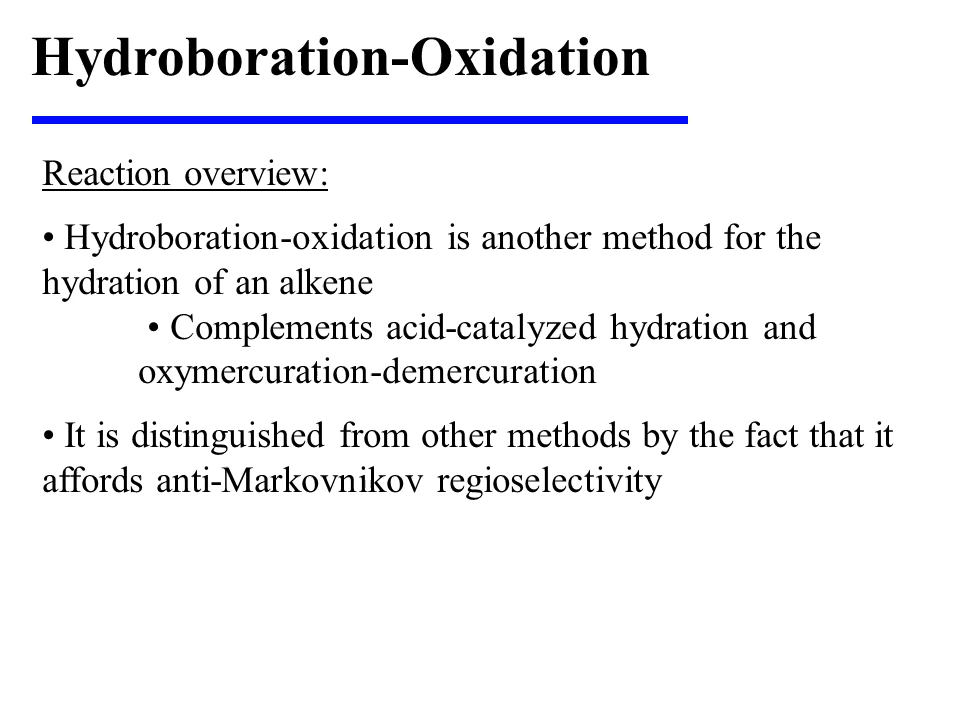 Hydroboration-Oxidation
Reaction overview:
• Hydroboration-oxidation is another method for the
hydration of an alkene
• Complements acid-catalyzed hydration and
oxymercuration-demercuration
• It is distinguished from other methods by the fact that it
affords anti-Markovnikov regioselectivity